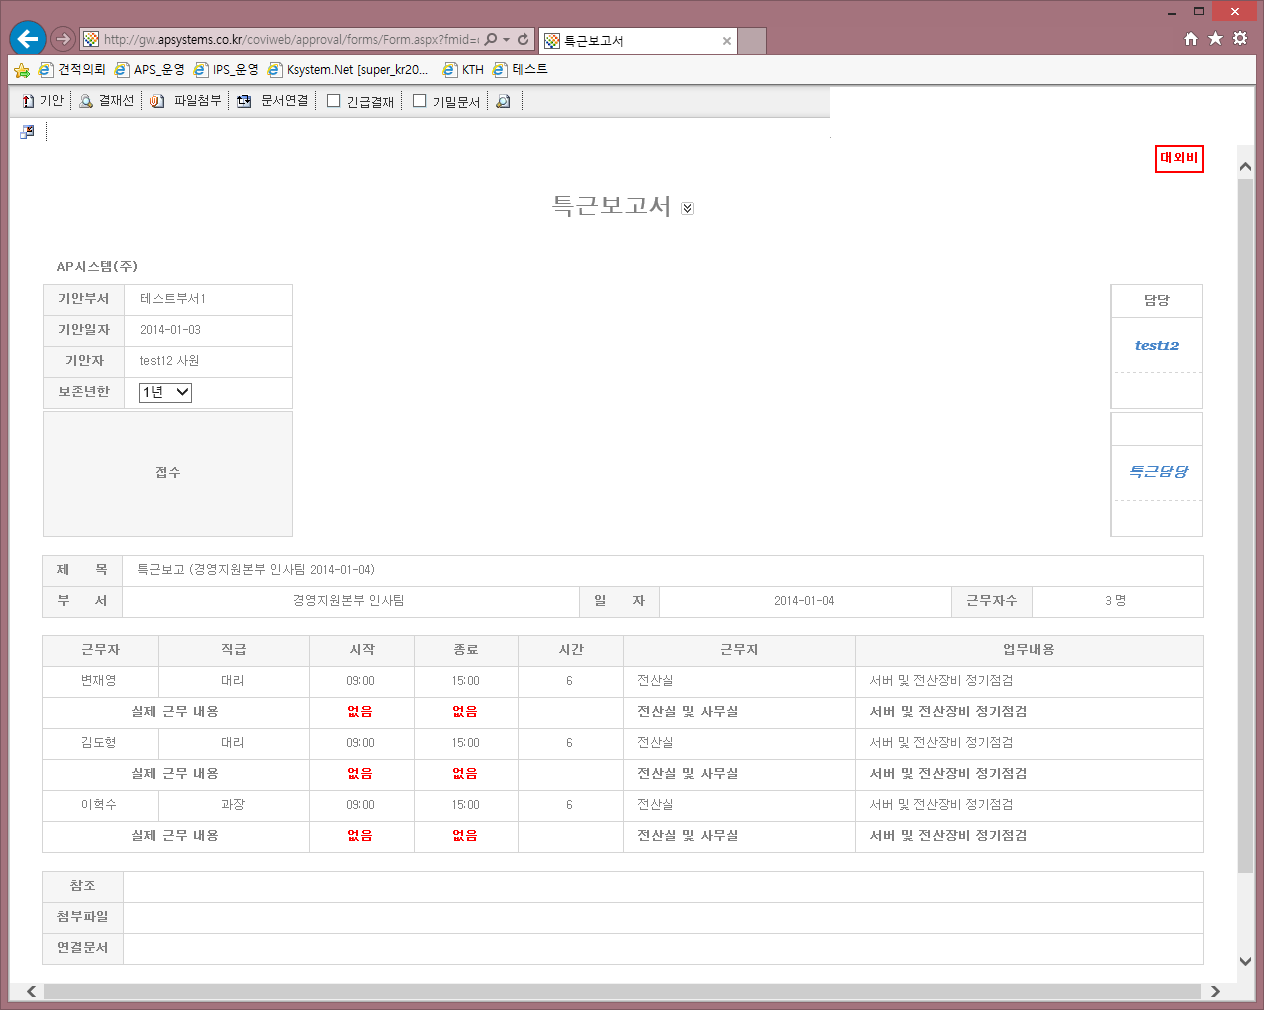 http://gw.apsystems.co.kr/coviweb/approval/forms/Form.aspx?fmid=
특근보고서
견적의뢰 APS_운영 IPS_운영 Ksystem.Net [super_kr20... KTH 테스트
기안 결재선 파일첨부 문서연결 긴급결재 기밀문서
대외비
특근보고서
AP시스템(주)
기안부서 테스트부서1 담당
기안일자 2014-01-03 test12
기안자 test12 사원
보존년한 1년
접수 특근담당
제 목 특근보고 (경영지원본부 인사팀 2014-01-04)
부 서 경영지원본부 인사팀 일 자 2014-01-04 근무자수 3 명
근무자 직급 시작 종료 시간 근무지 업무내용
변재영 대리 09:00 15:00 6 전산실 서버 및 전산장비 정기점검
실제 근무 내용 없음 없음 전산실 및 사무실 서버 및 전산장비 정기점검
김도형 대리 09:00 15:00 6 전산실 서버 및 전산장비 정기점검
실제 근무 내용 없음 없음 전산실 및 사무실 서버 및 전산장비 정기점검
이혁수 과장 09:00 15:00 6 전산실 서버 및 전산장비 정기점검
실제 근무 내용 없음 없음 전산실 및 사무실 서버 및 전산장비 정기점검
참조
첨부파일
연결문서